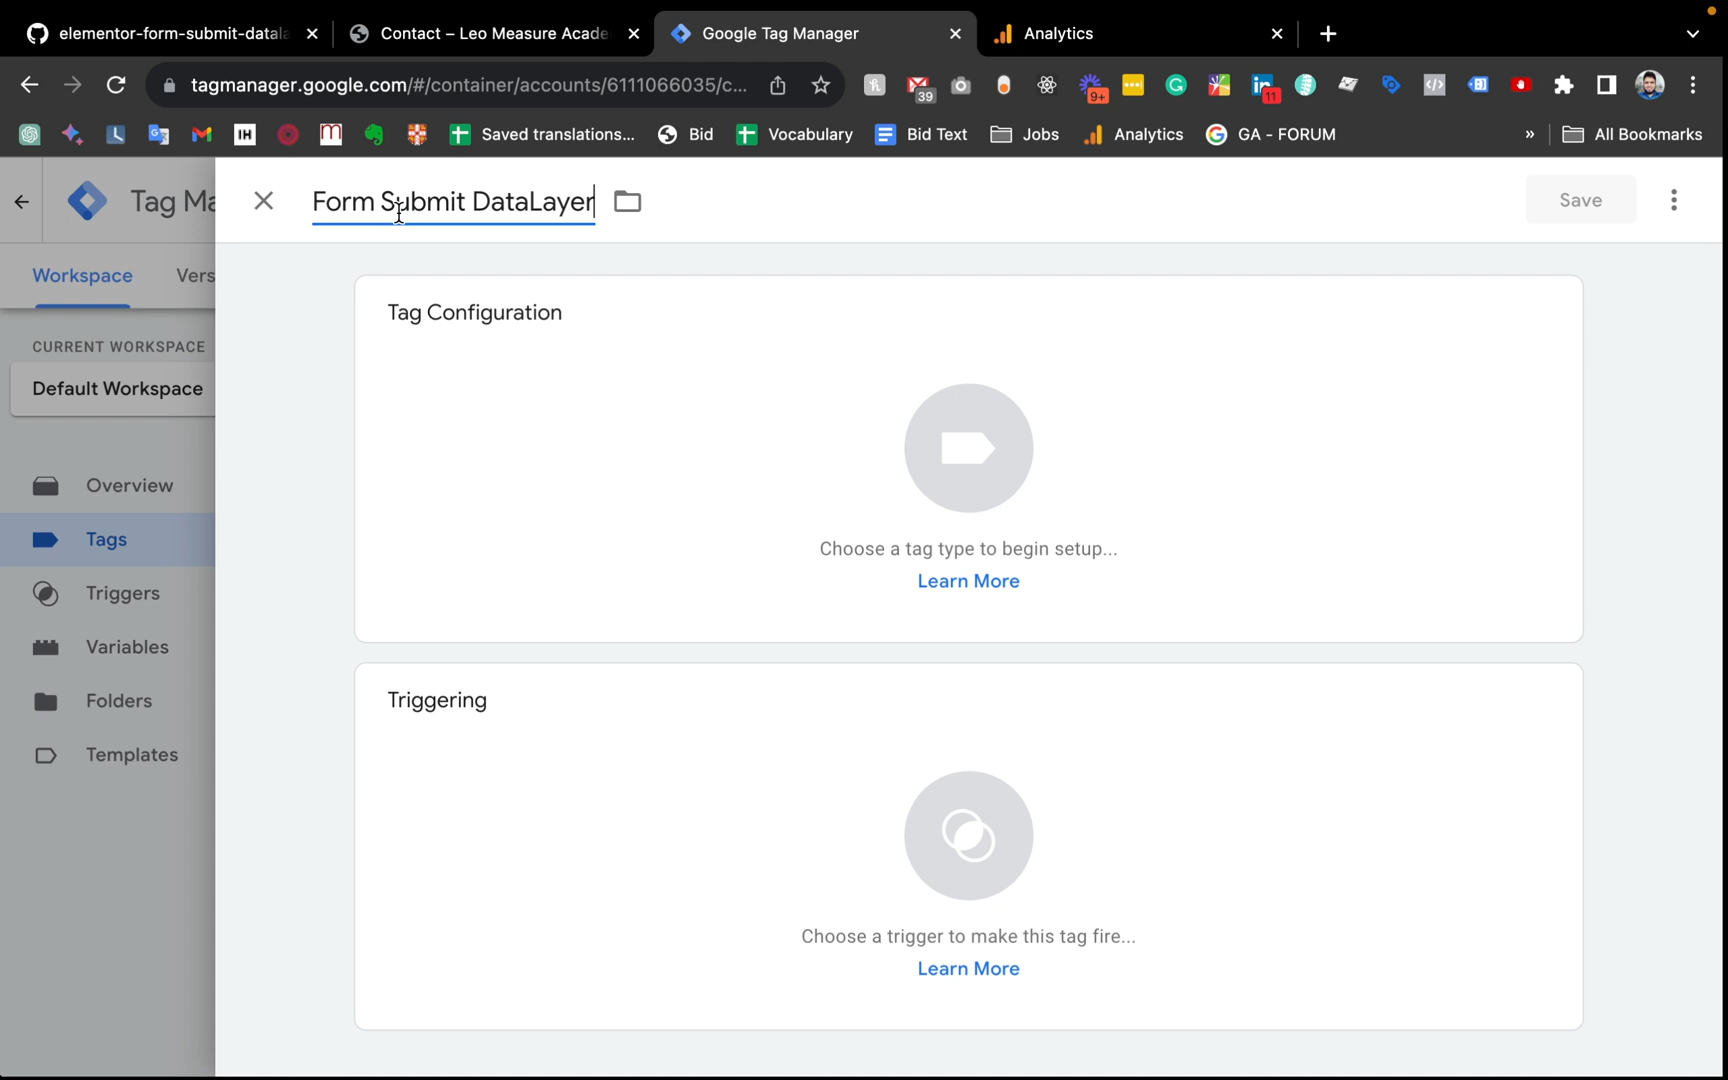 elementor-form-submit-datala
Contact – Leo Measure Acade
Google Tag Manager
Analytics
tagmanager.google.com/#/container/accounts/6111066035/c...
39
9+
11
IH
Saved translations...
Bid
Vocabulary
Bid Text
Jobs
Analytics
GA - FORUM
»
All Bookmarks
Tag Ma
Form Submit DataLayer
Save
Workspace
Vers
Tag Configuration
CURRENT WORKSPACE
Default Workspace
Overview
Tags
Triggers
Variables
Folders
Templates
Choose a tag type to begin setup...
Learn More
Triggering
Choose a trigger to make this tag fire...
Learn More